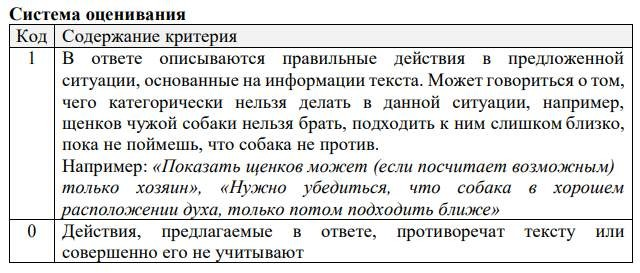 Система оценивания
Код Содержание критерия
1 В ответе описываются правильные действия в предложенной
ситуации, основанные на информации текста. Может говориться о том,
чего категорически нельзя делать в данной ситуации, например,
щенков чужой собаки нельзя брать, подходить к ним слишком близко,
пока не поймешь, что собака не против.
Например: «Показать щенков может (если посчитает возможным)
только хозяин», «Нужно убедиться, что собака в хорошем
расположении духа, только потом подходить ближе»
0 Действия, предлагаемые в ответе, противоречат тексту или
совершенно его не учитывают